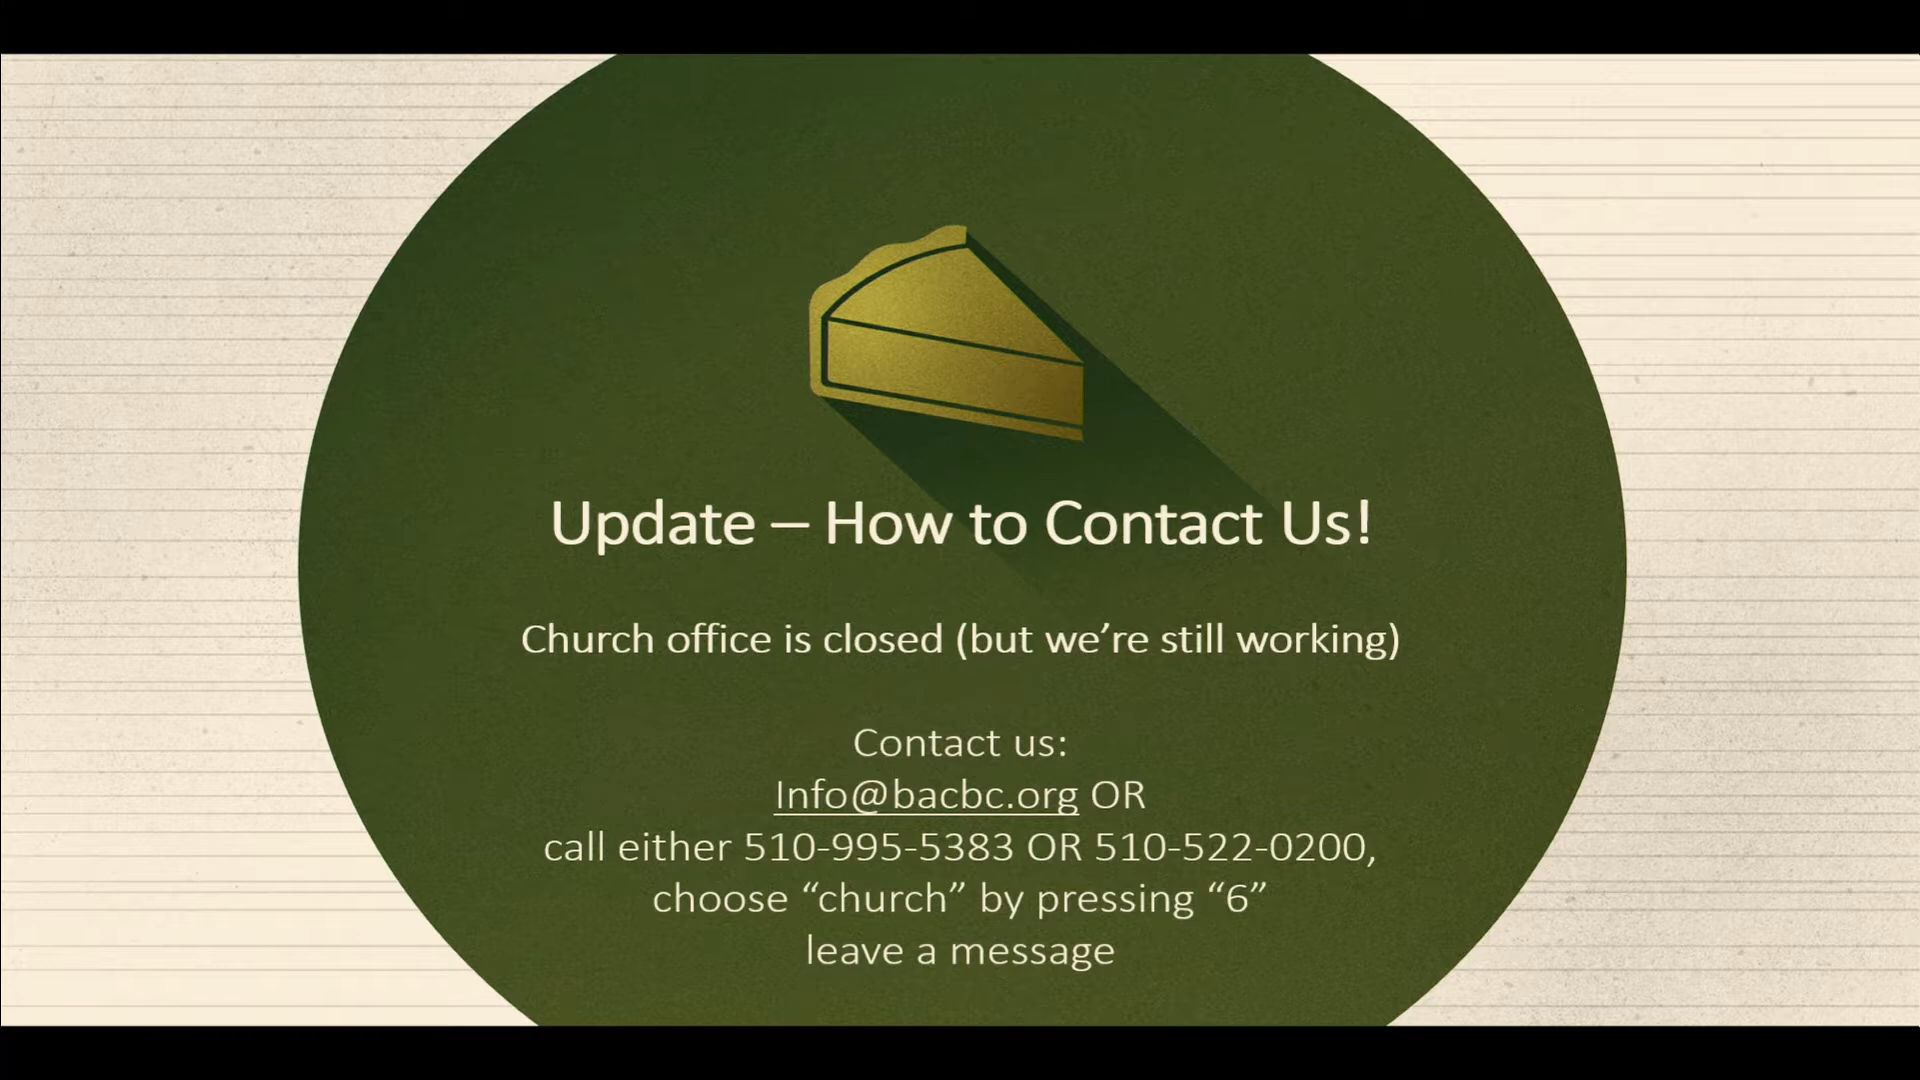 Update – How to Contact Us!
Church office is closed (but we’re still working)
Contact us:
Info@bacbc.org OR
call either 510-995-5383 OR 510-522-0200,
choose “church” by pressing “6”
leave a message